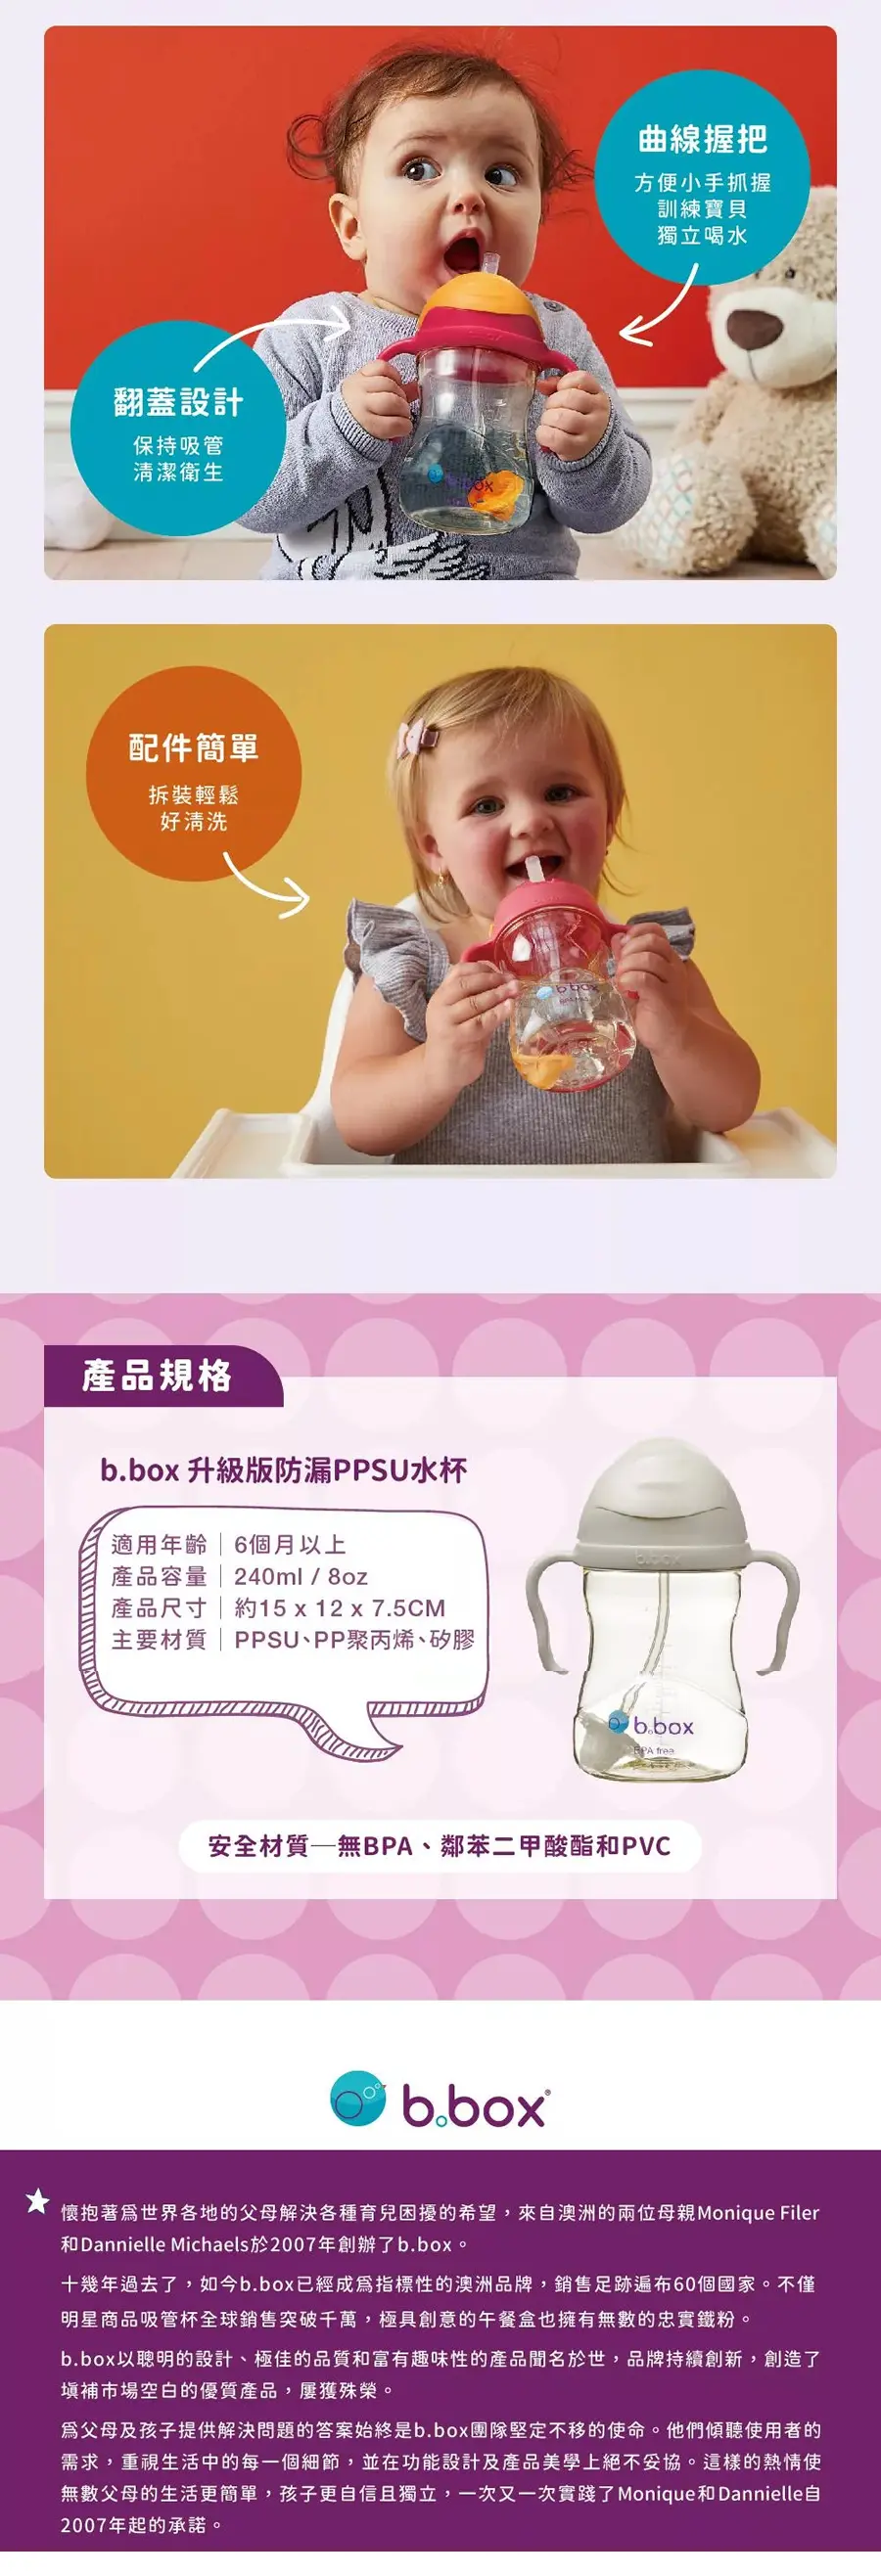 曲線握把
方便小手抓握
訓練寶貝
獨立喝水
翻蓋設計
保持吸管
清潔衛生
b.box
配件簡單
拆裝輕鬆
好清洗
b.box
產品規格
b.box 升級版防漏PPSU水杯
適用年齡｜6個月以上
產品容量｜240ml / 8oz
產品尺寸｜約15 x 12 x 7.5CM
主要材質｜PPSU、PP聚丙烯、矽膠
b.box
b.box
BPA free
安全材質—無BPA、鄰苯二甲酸酯和PVC
b.box®
懷抱著為世界各地的父母解決各種育兒困擾的希望，來自澳洲的兩位母親Monique Filer
和Dannielle Michaels於2007年創辦了b.box。
十幾年過去了，如今b.box已經成為指標性的澳洲品牌，銷售足跡遍布60個國家。不僅
明星商品吸管杯全球銷售突破千萬，極具創意的午餐盒也擁有無數的忠實鐵粉。
b.box以聰明的設計、極佳的品質和富有趣味性的產品聞名於世，品牌持續創新，創造了
填補市場空白的優質產品，屢獲殊榮。
為父母及孩子提供解決問題的答案始終是b.box團隊堅定不移的使命。他們傾聽使用者的
需求，重視生活中的每一個細節，並在功能設計及產品美學上絕不妥協。這樣的熱情使
無數父母的生活更簡單，孩子更自信且獨立，一次又一次實踐了Monique和Dannielle自
2007年起的承諾。